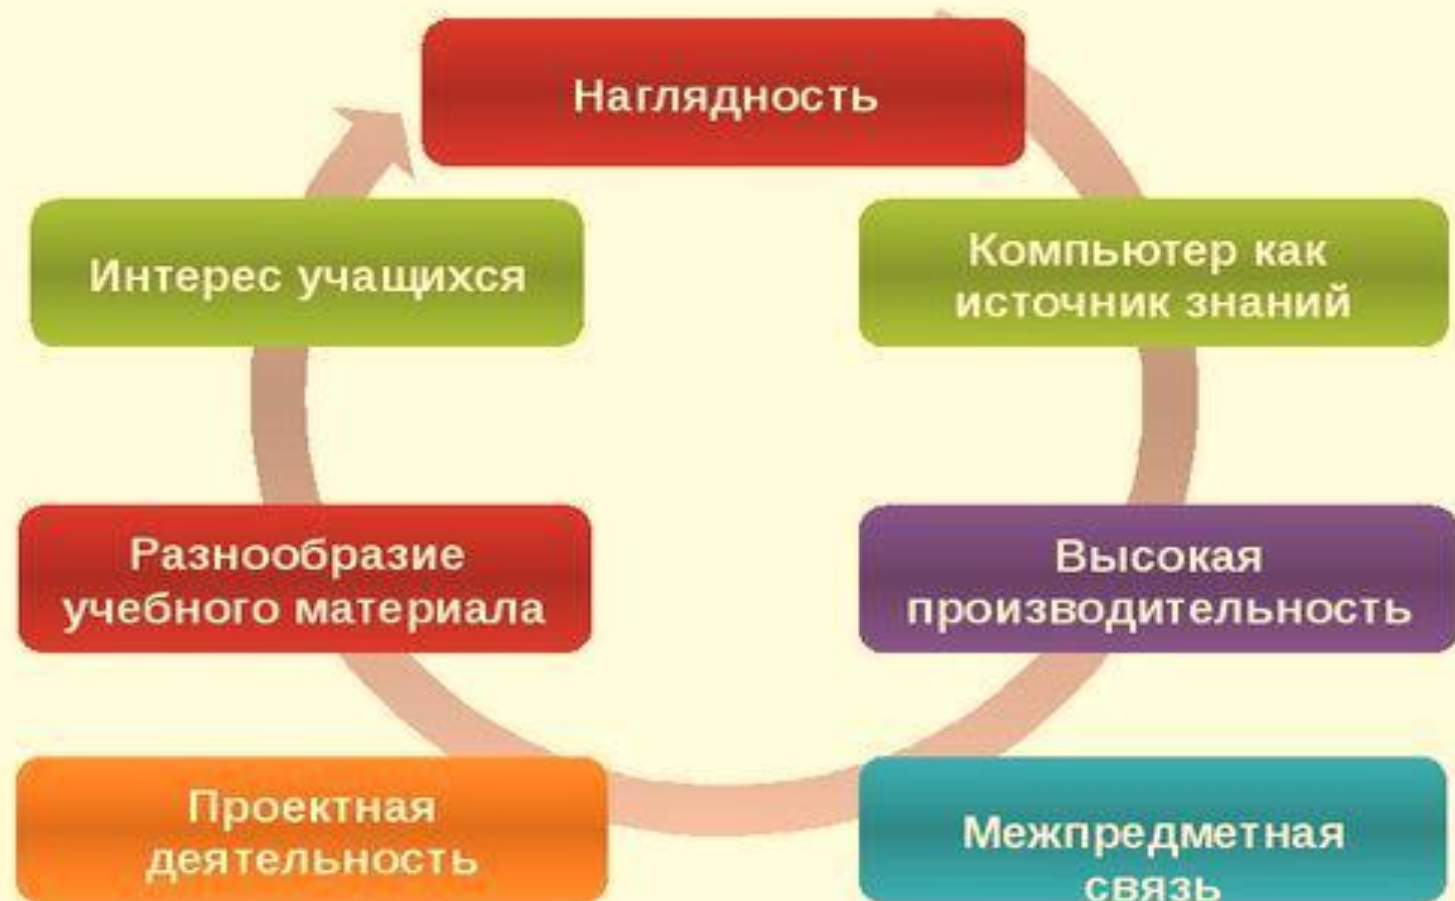 Наглядность
Интерес учащихся
Компьютер как
источник знаний
Разнообразие
учебного материала
Высокая
производительность
Проектная
деятельность
Межпредметная
связь